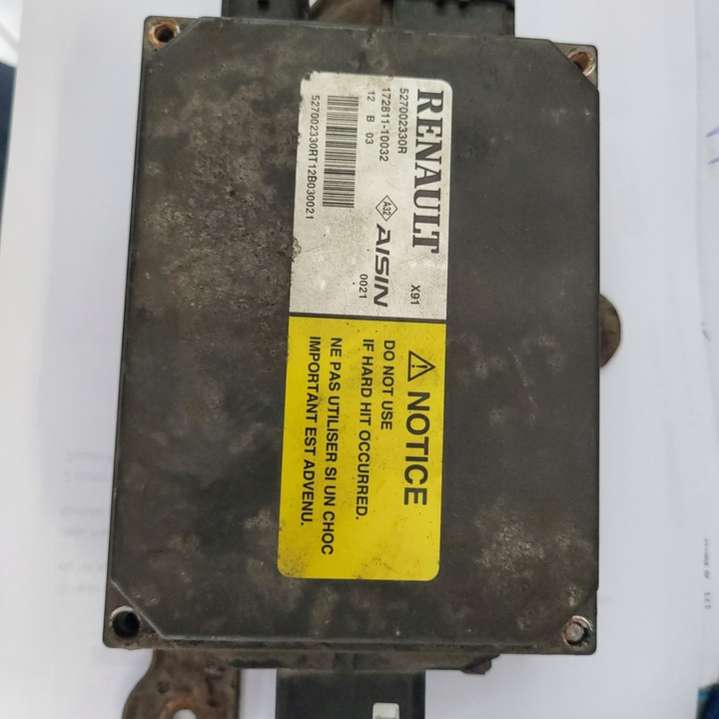 RENAULT
527002330R
X91
172811-10032
A32 AISIN
12 B 03
0021
527002330RT12B030021
NOTICE
DO NOT USE
IF HARD HIT OCCURRED.
NE PAS UTILISER SI UN CHOC
IMPORTANT EST ADVENU.